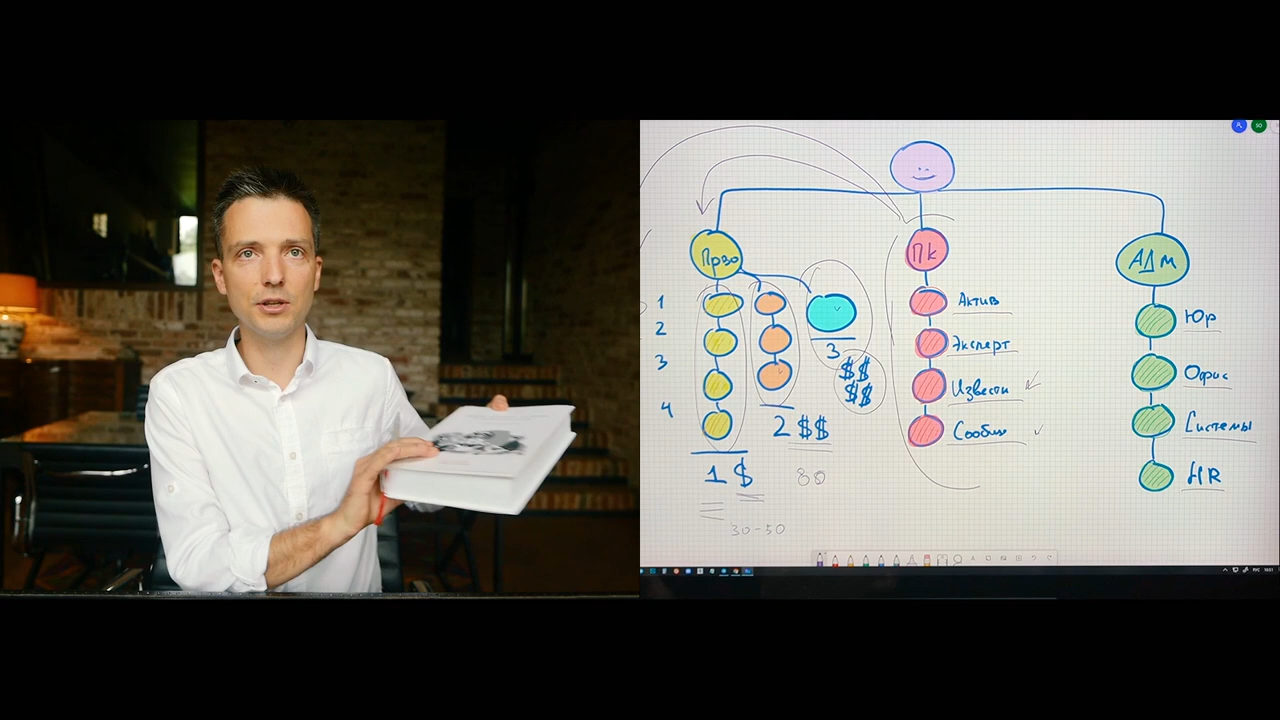 Прво
ПК
АДм
1
2
3
4
Актив
Эксперт
Известн
Сообщ
Юр
Офис
Системы
HR
3
$$
$$
2 $$
1 $
80
30-50